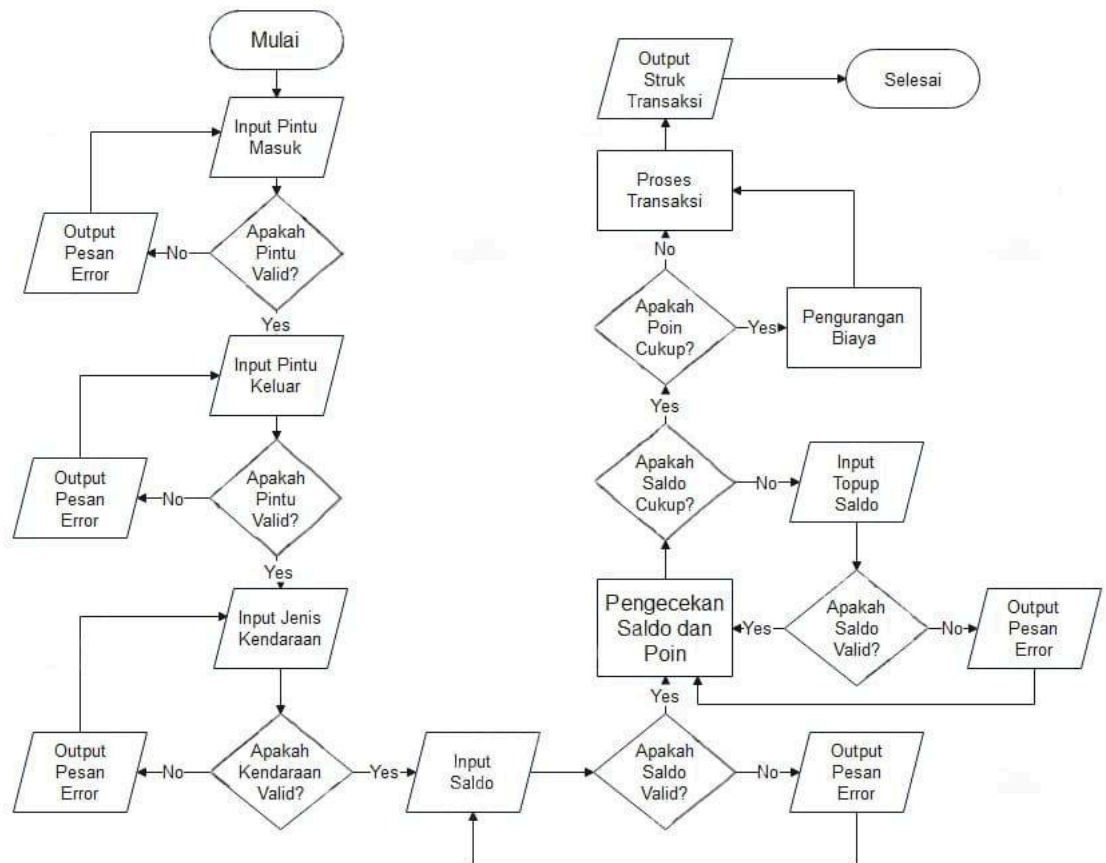 Mulai
Input Pintu
Masuk
Apakah
Pintu
Valid?
No
Output
Pesan
Error
Yes
Input Pintu
Keluar
Apakah
Pintu
Valid?
No
Output
Pesan
Error
Yes
Input Jenis
Kendaraan
Apakah
Kendaraan
Valid?
No
Output
Pesan
Error
Yes
Input
Saldo
Apakah
Saldo
Valid?
No
Output
Pesan
Error
Yes
Pengecekan
Saldo dan
Poin
Apakah
Saldo
Cukup?
No
Input
Topup
Saldo
Apakah
Saldo
Valid?
Yes
No
Output
Pesan
Error
Yes
Apakah
Poin
Cukup?
Yes
Pengurangan
Biaya
No
Proses
Transaksi
Output
Struk
Transaksi
Selesai